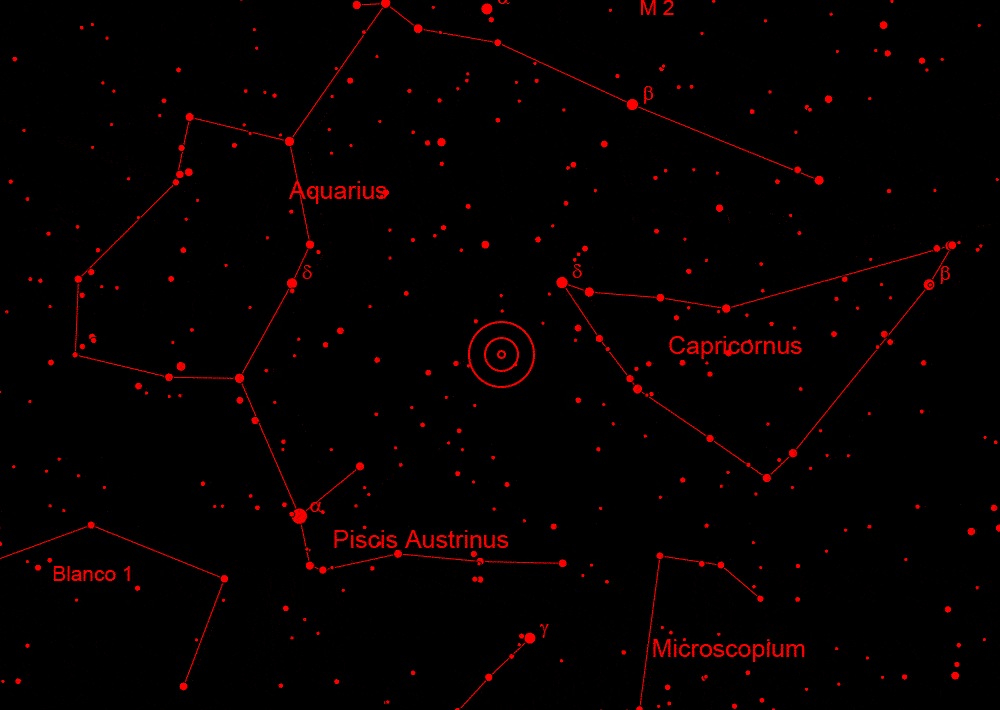 α
M 2
β
Aquarius
δ
δ
β
Capricornus
α
Piscis Austrinus
Blanco 1
γ
Microscopium